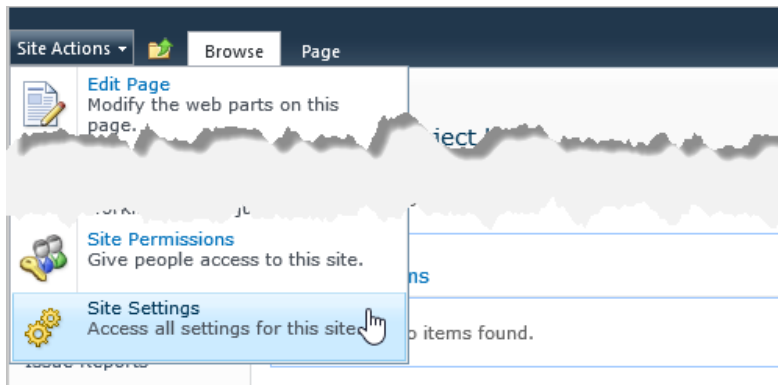 Site Actions
Browse
Page
Edit Page
Modify the web parts on this
page.
Site Permissions
Give people access to this site.
Site Settings
Access all settings for this site
items found.